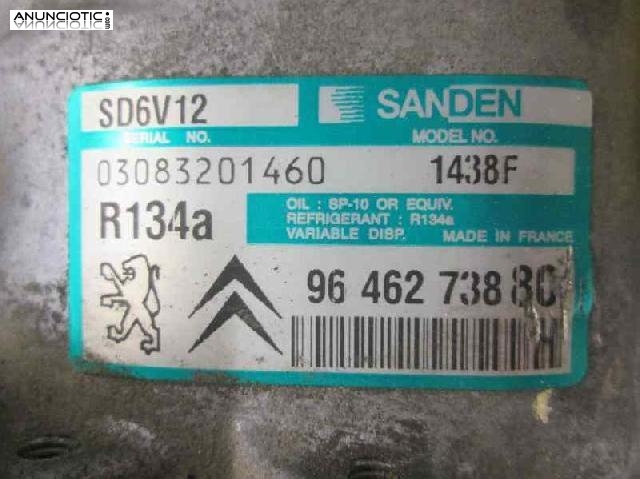 ANUNCIOTIC.com
SD6V12
SANDEN
SERIAL NO.
MODEL NO.
03083201460
1438F
R134a
OIL : SP-10 OR EQUIV.
REFRIGERANT : R134a
VARIABLE DISP. MADE IN FRANCE
96 462 738 80